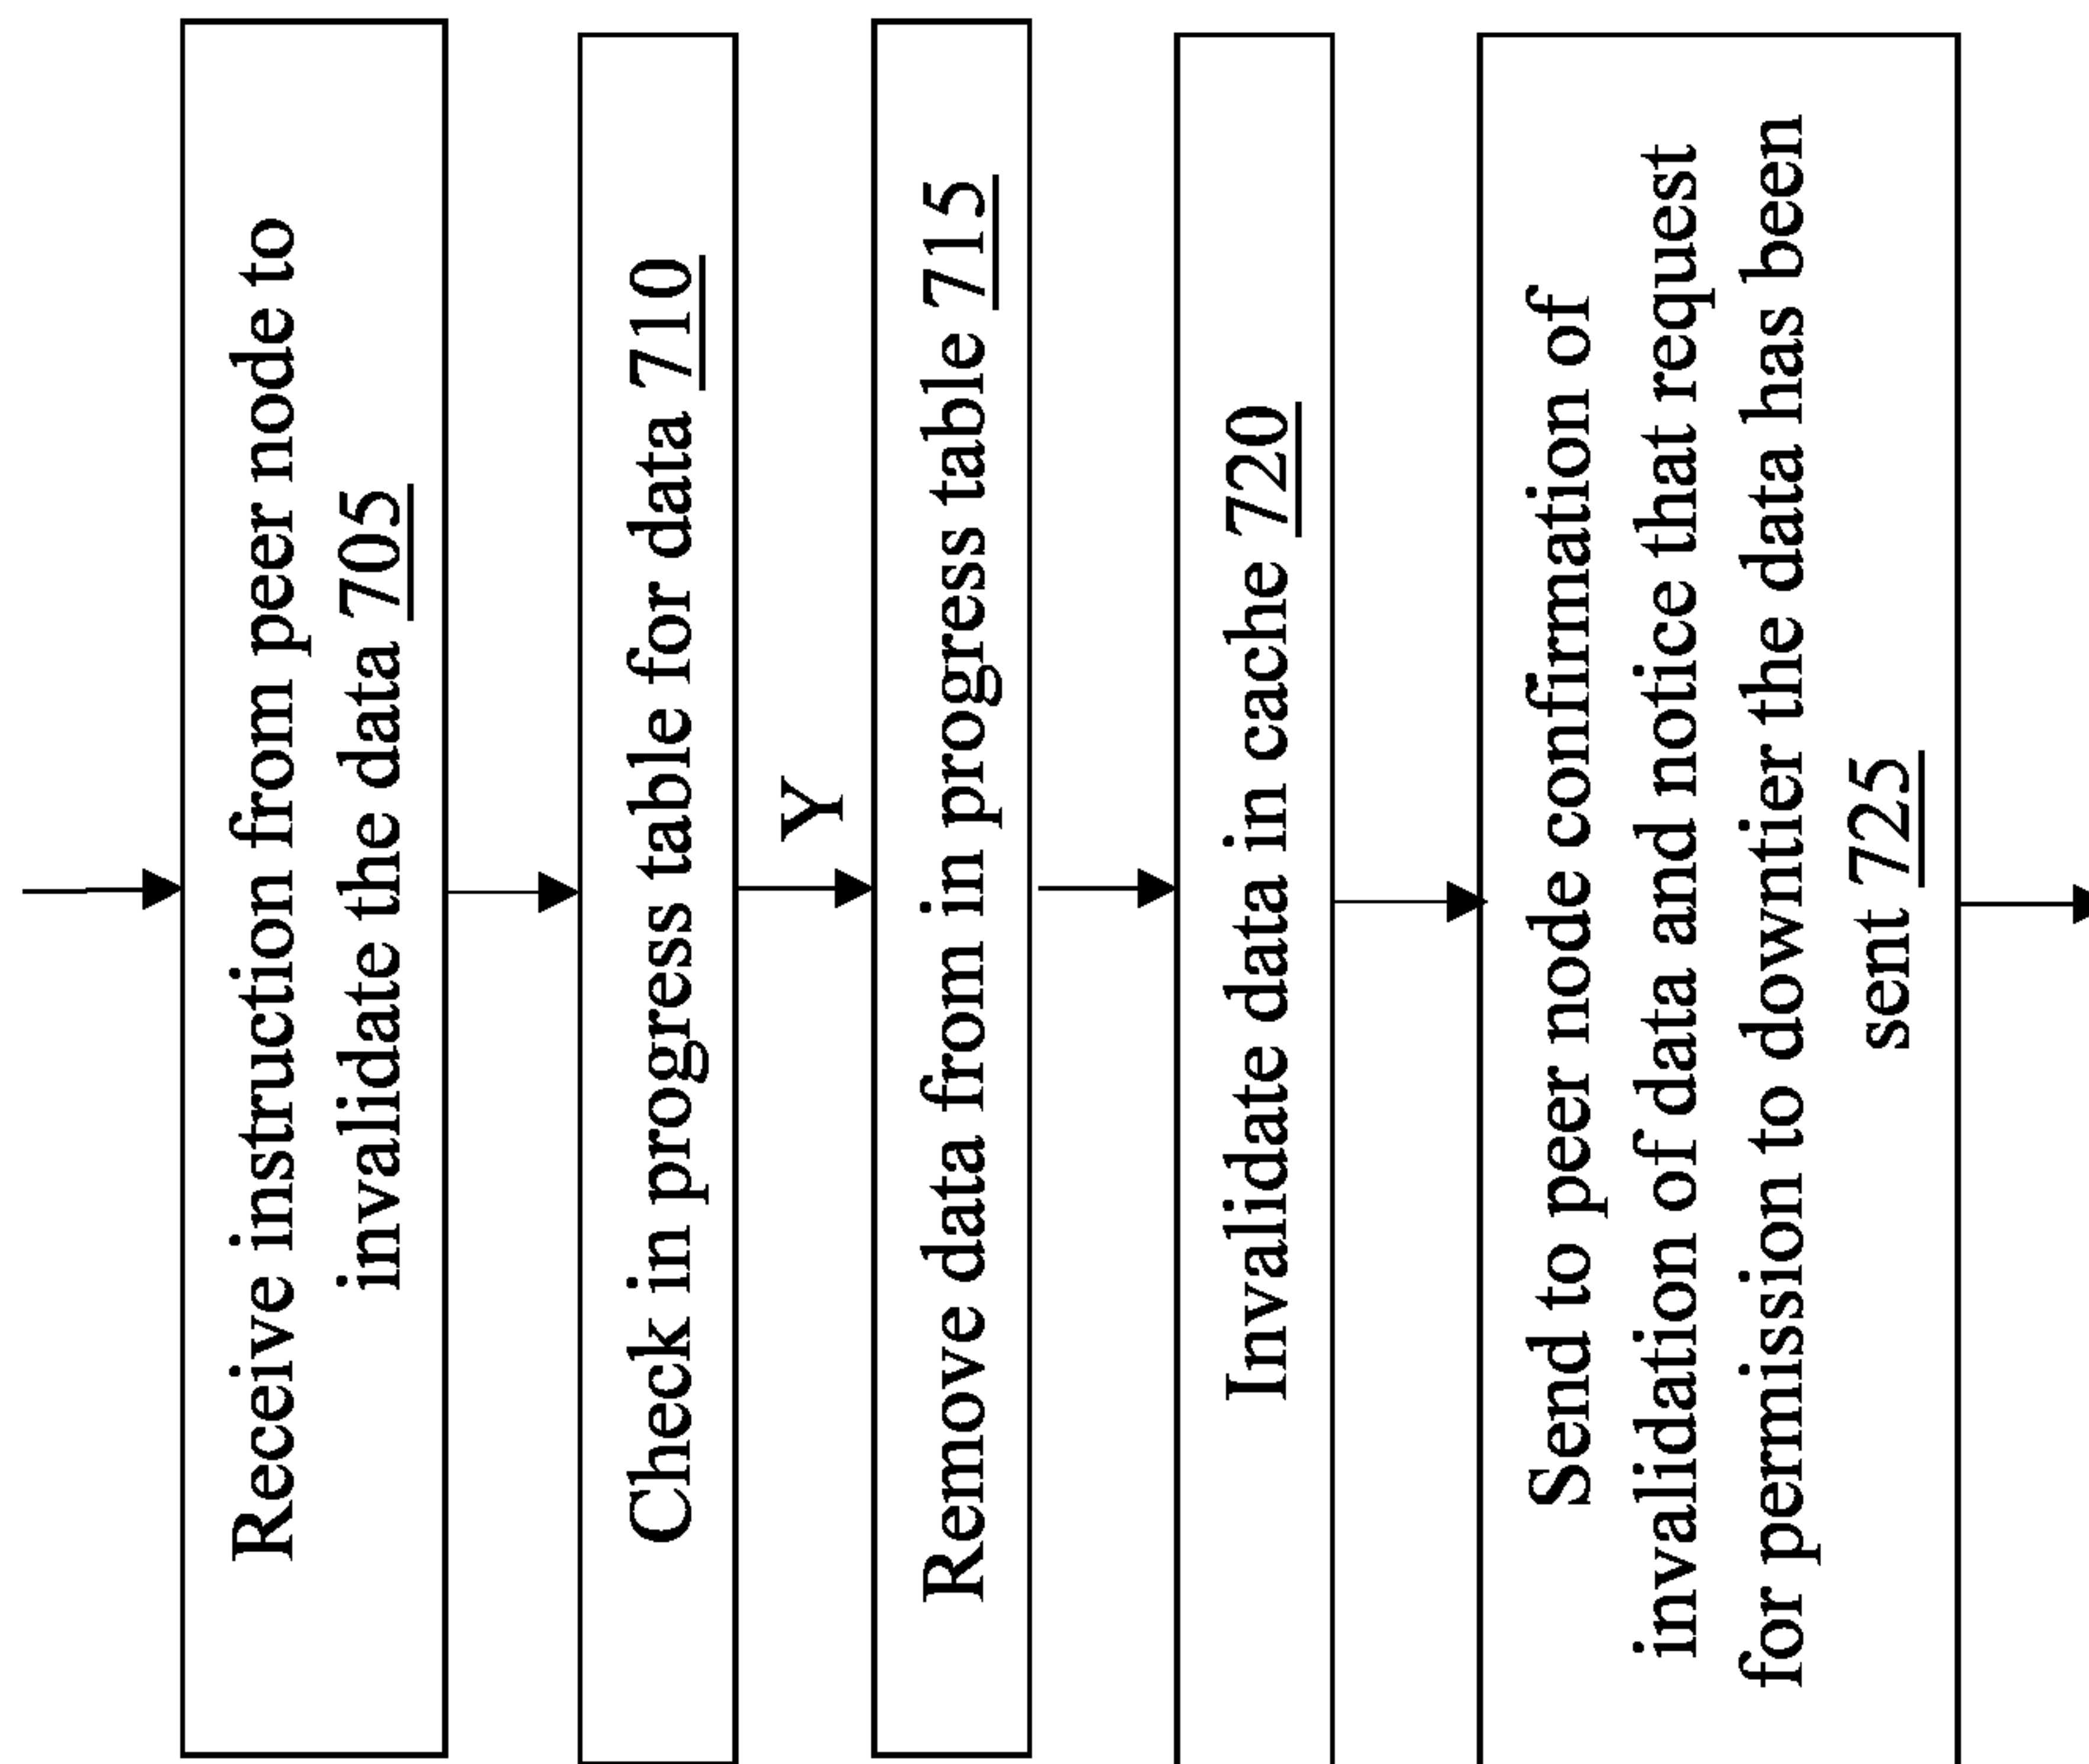 Receive instruction from peer node to
invalidate the data 705
Check in progress table for data 710
Y
Remove data from in progress table 715
Invalidate data in cache 720
Send to peer node confirmation of
invalidation of data and notice that request
for permission to downtier the data has been
sent 725